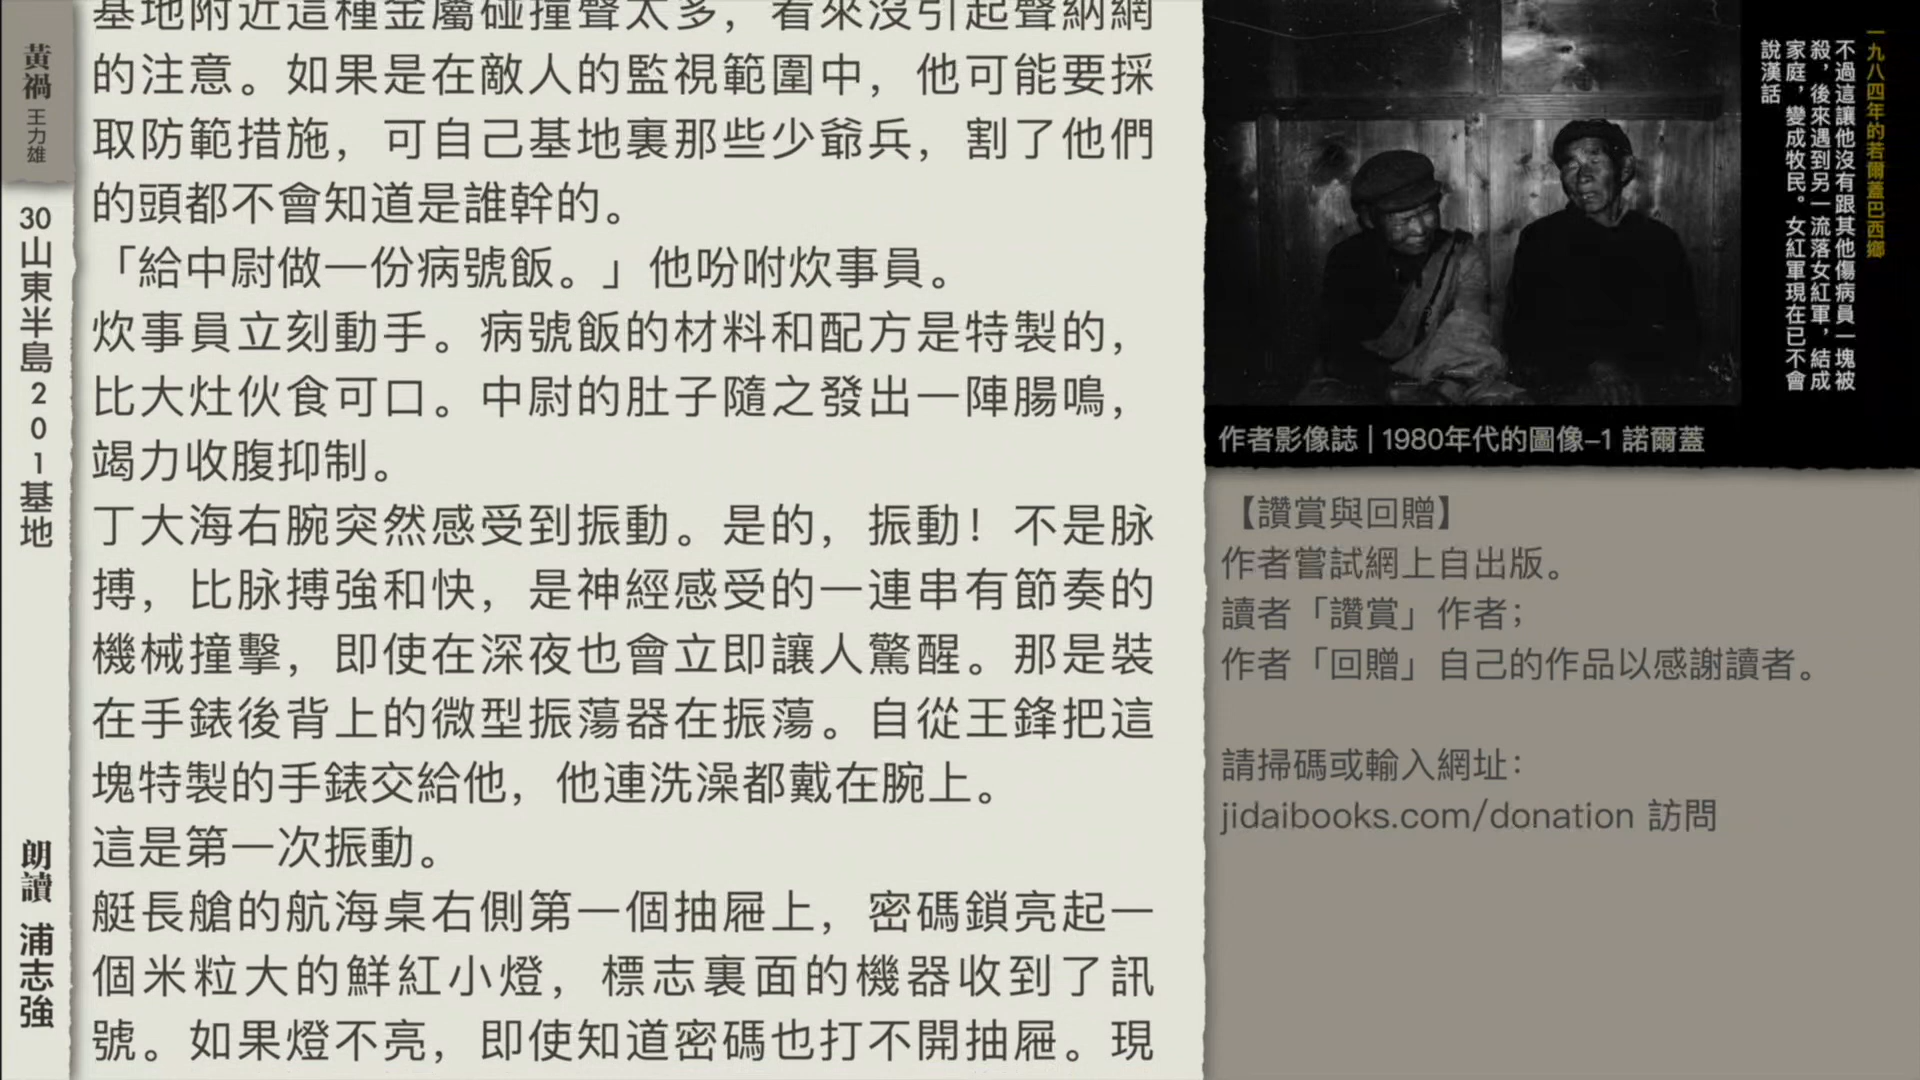 黃禍 王力雄
30山東半島201基地
朗讀 浦志強
基地附近這種金屬碰撞聲太多，看來沒引起聲納網
的注意。如果是在敵人的監視範圍中，他可能要採
取防範措施，可自己基地裏那些少爺兵，割了他們
的頭都不會知道是誰幹的。
「給中尉做一份病號飯。」他吩咐炊事員。
炊事員立刻動手。病號飯的材料和配方是特製的，
比大灶伙食可口。中尉的肚子隨之發出一陣腸鳴，
竭力收腹抑制。
丁大海右腕突然感受到振動。是的，振動！不是脉
搏，比脉搏強和快，是神經感受的一連串有節奏的
機械撞擊，即使在深夜也會立即讓人驚醒。那是裝
在手錶後背上的微型振蕩器在振蕩。自從王鋒把這
塊特製的手錶交給他，他連洗澡都戴在腕上。
這是第一次振動。
艇長艙的航海桌右側第一個抽屜上，密碼鎖亮起一
個米粒大的鮮紅小燈，標志裏面的機器收到了訊
號。如果燈不亮，即使知道密碼也打不開抽屜。現
一九八四年的若爾蓋巴西鄉
不過這讓他沒有跟其他傷病員一塊被
殺，後來遇到另一流落女紅軍，結成
家庭，變成牧民。女紅軍現在已不會
說漢話
作者影像誌｜1980年代的圖像–1 諾爾蓋
【讚賞與回贈】
作者嘗試網上自出版。
讀者「讚賞」作者；
作者「回贈」自己的作品以感謝讀者。
請掃碼或輸入網址：
jidaibooks.com/donation 訪問